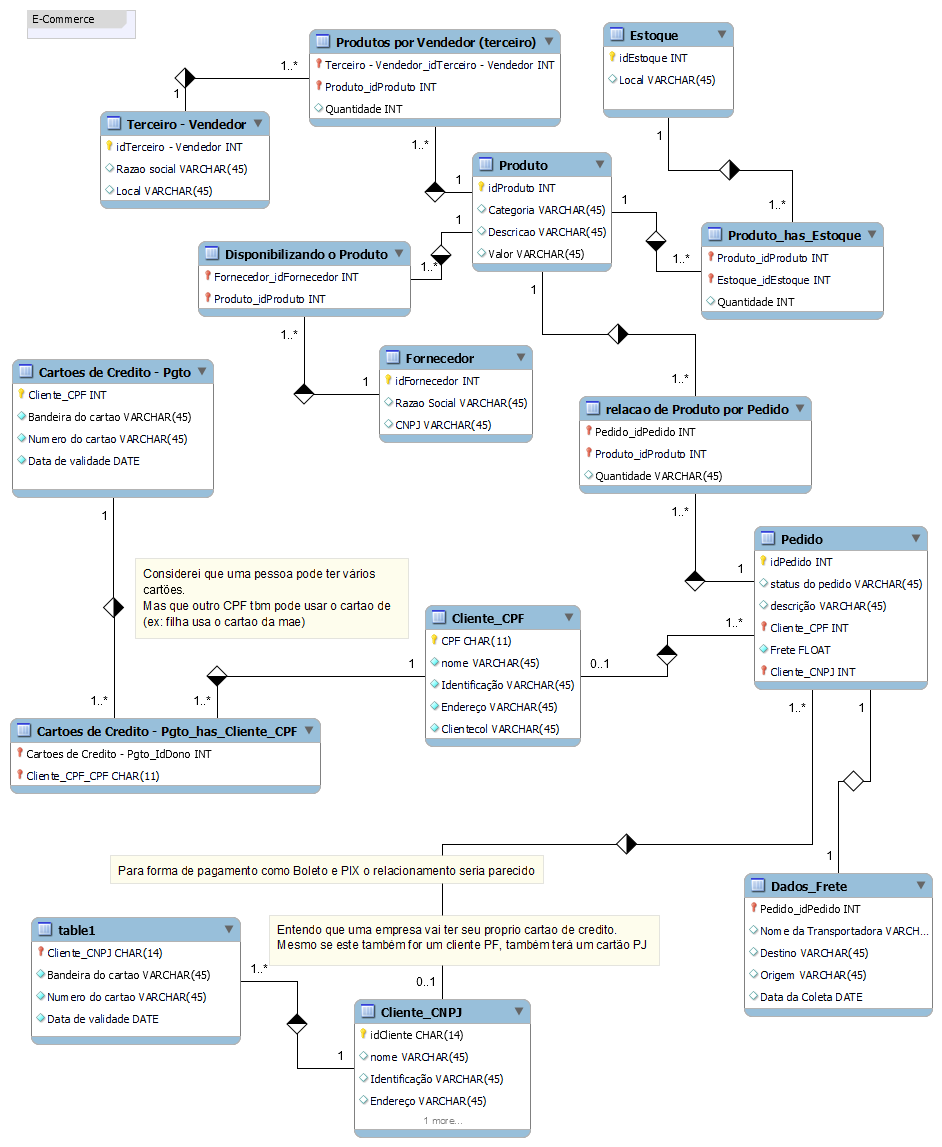 E-Commerce
Produtos por Vendedor (terceiro)
Terceiro - Vendedor_idTerceiro - Vendedor INT
Produto_idProduto INT
Quantidade INT
Estoque
idEstoque INT
Local VARCHAR(45)
1..*
1
Terceiro - Vendedor
idTerceiro - Vendedor INT
Razao social VARCHAR(45)
Local VARCHAR(45)
1..*
1
Produto
idProduto INT
Categoria VARCHAR(45)
Descricao VARCHAR(45)
Valor VARCHAR(45)
1
1..*
1
1..*
Produto_has_Estoque
Produto_idProduto INT
Estoque_idEstoque INT
Quantidade INT
1
1..*
Disponibilizando o Produto
Fornecedor_idFornecedor INT
Produto_idProduto INT
1
1..*
1..*
1
Fornecedor
idFornecedor INT
Razao Social VARCHAR(45)
CNPJ VARCHAR(45)
1..*
Cartoes de Credito - Pgto
Cliente_CPF INT
Bandeira do cartao VARCHAR(45)
Numero do cartao VARCHAR(45)
Data de validade DATE
relacao de Produto por Pedido
Pedido_idPedido INT
Produto_idProduto INT
Quantidade VARCHAR(45)
1
1..*
1
Pedido
idPedido INT
status do pedido VARCHAR(45)
descrição VARCHAR(45)
Cliente_CPF INT
Frete FLOAT
Cliente_CNPJ INT
Considerei que uma pessoa pode ter vários
cartões.
Mas que outro CPF tbm pode usar o cartao de
(ex: filha usa o cartao da mae)
Cliente_CPF
CPF CHAR(11)
nome VARCHAR(45)
Identificação VARCHAR(45)
Endereço VARCHAR(45)
Clientecol VARCHAR(45)
1..*
0..1
1
1..*
1..*
Cartoes de Credito - Pgto_has_Cliente_CPF
Cartoes de Credito - Pgto_IdDono INT
Cliente_CPF_CPF CHAR(11)
1..*
1
1
Para forma de pagamento como Boleto e PIX o relacionamento seria parecido
Dados_Frete
Pedido_idPedido INT
Nome da Transportadora VARCH...
Destino VARCHAR(45)
Origem VARCHAR(45)
Data da Coleta DATE
Entendo que uma empresa vai ter seu proprio cartao de credito.
Mesmo se este também for um cliente PF, também terá um cartão PJ
table1
Cliente_CNPJ CHAR(14)
Bandeira do cartao VARCHAR(45)
Numero do cartao VARCHAR(45)
Data de validade DATE
1..*
0..1
1
Cliente_CNPJ
idCliente CHAR(14)
nome VARCHAR(45)
Identificação VARCHAR(45)
Endereço VARCHAR(45)
1 more...